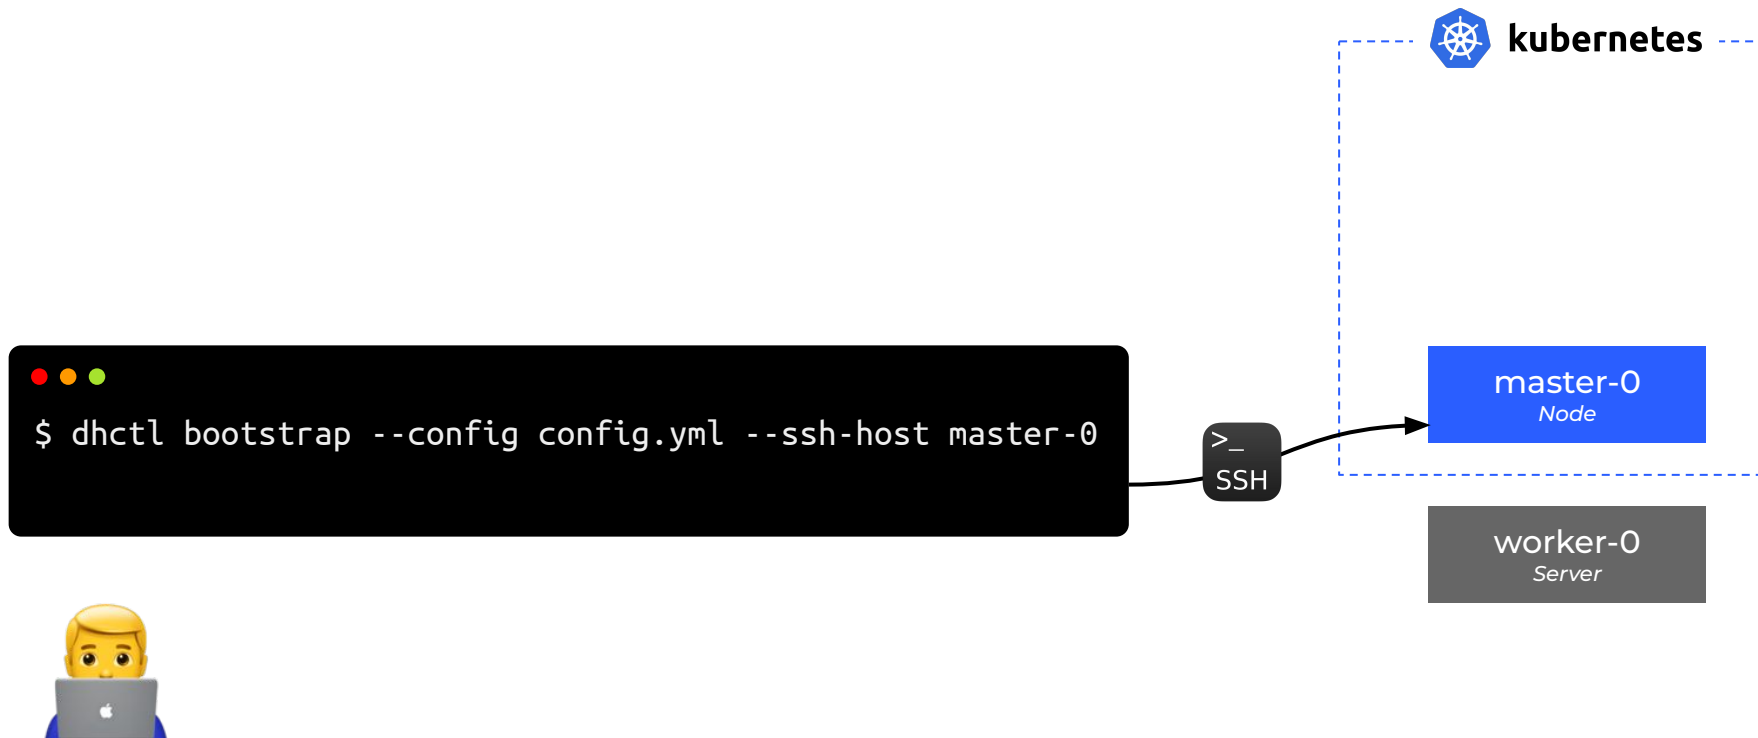 kubernetes
$ dhctl bootstrap --config config.yml --ssh-host master-0
>_
SSH
master-0
Node
worker-0
Server